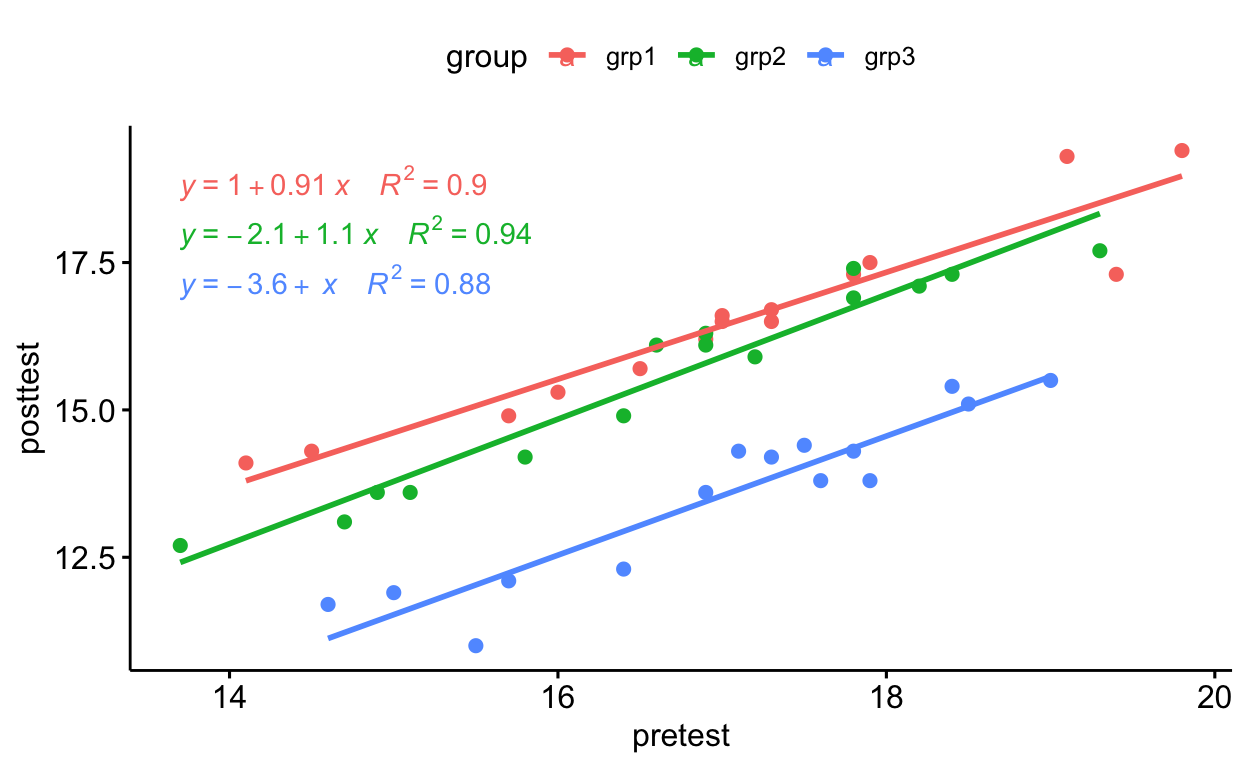 group a grp1 a grp2 a grp3
y = 1 + 0.91 x R² = 0.9
y = − 2.1 + 1.1 x R² = 0.94
y = − 3.6 + x R² = 0.88
17.5
15.0
12.5
posttest
14 16 18 20
pretest